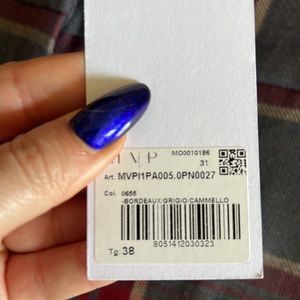 MVP MO0010186
31
Art. MVPI1PA005.0PN0027
Col. 0655
-BORDEAUX/GRIGIO/CAMMELLO
8051412030323
Tg: 38